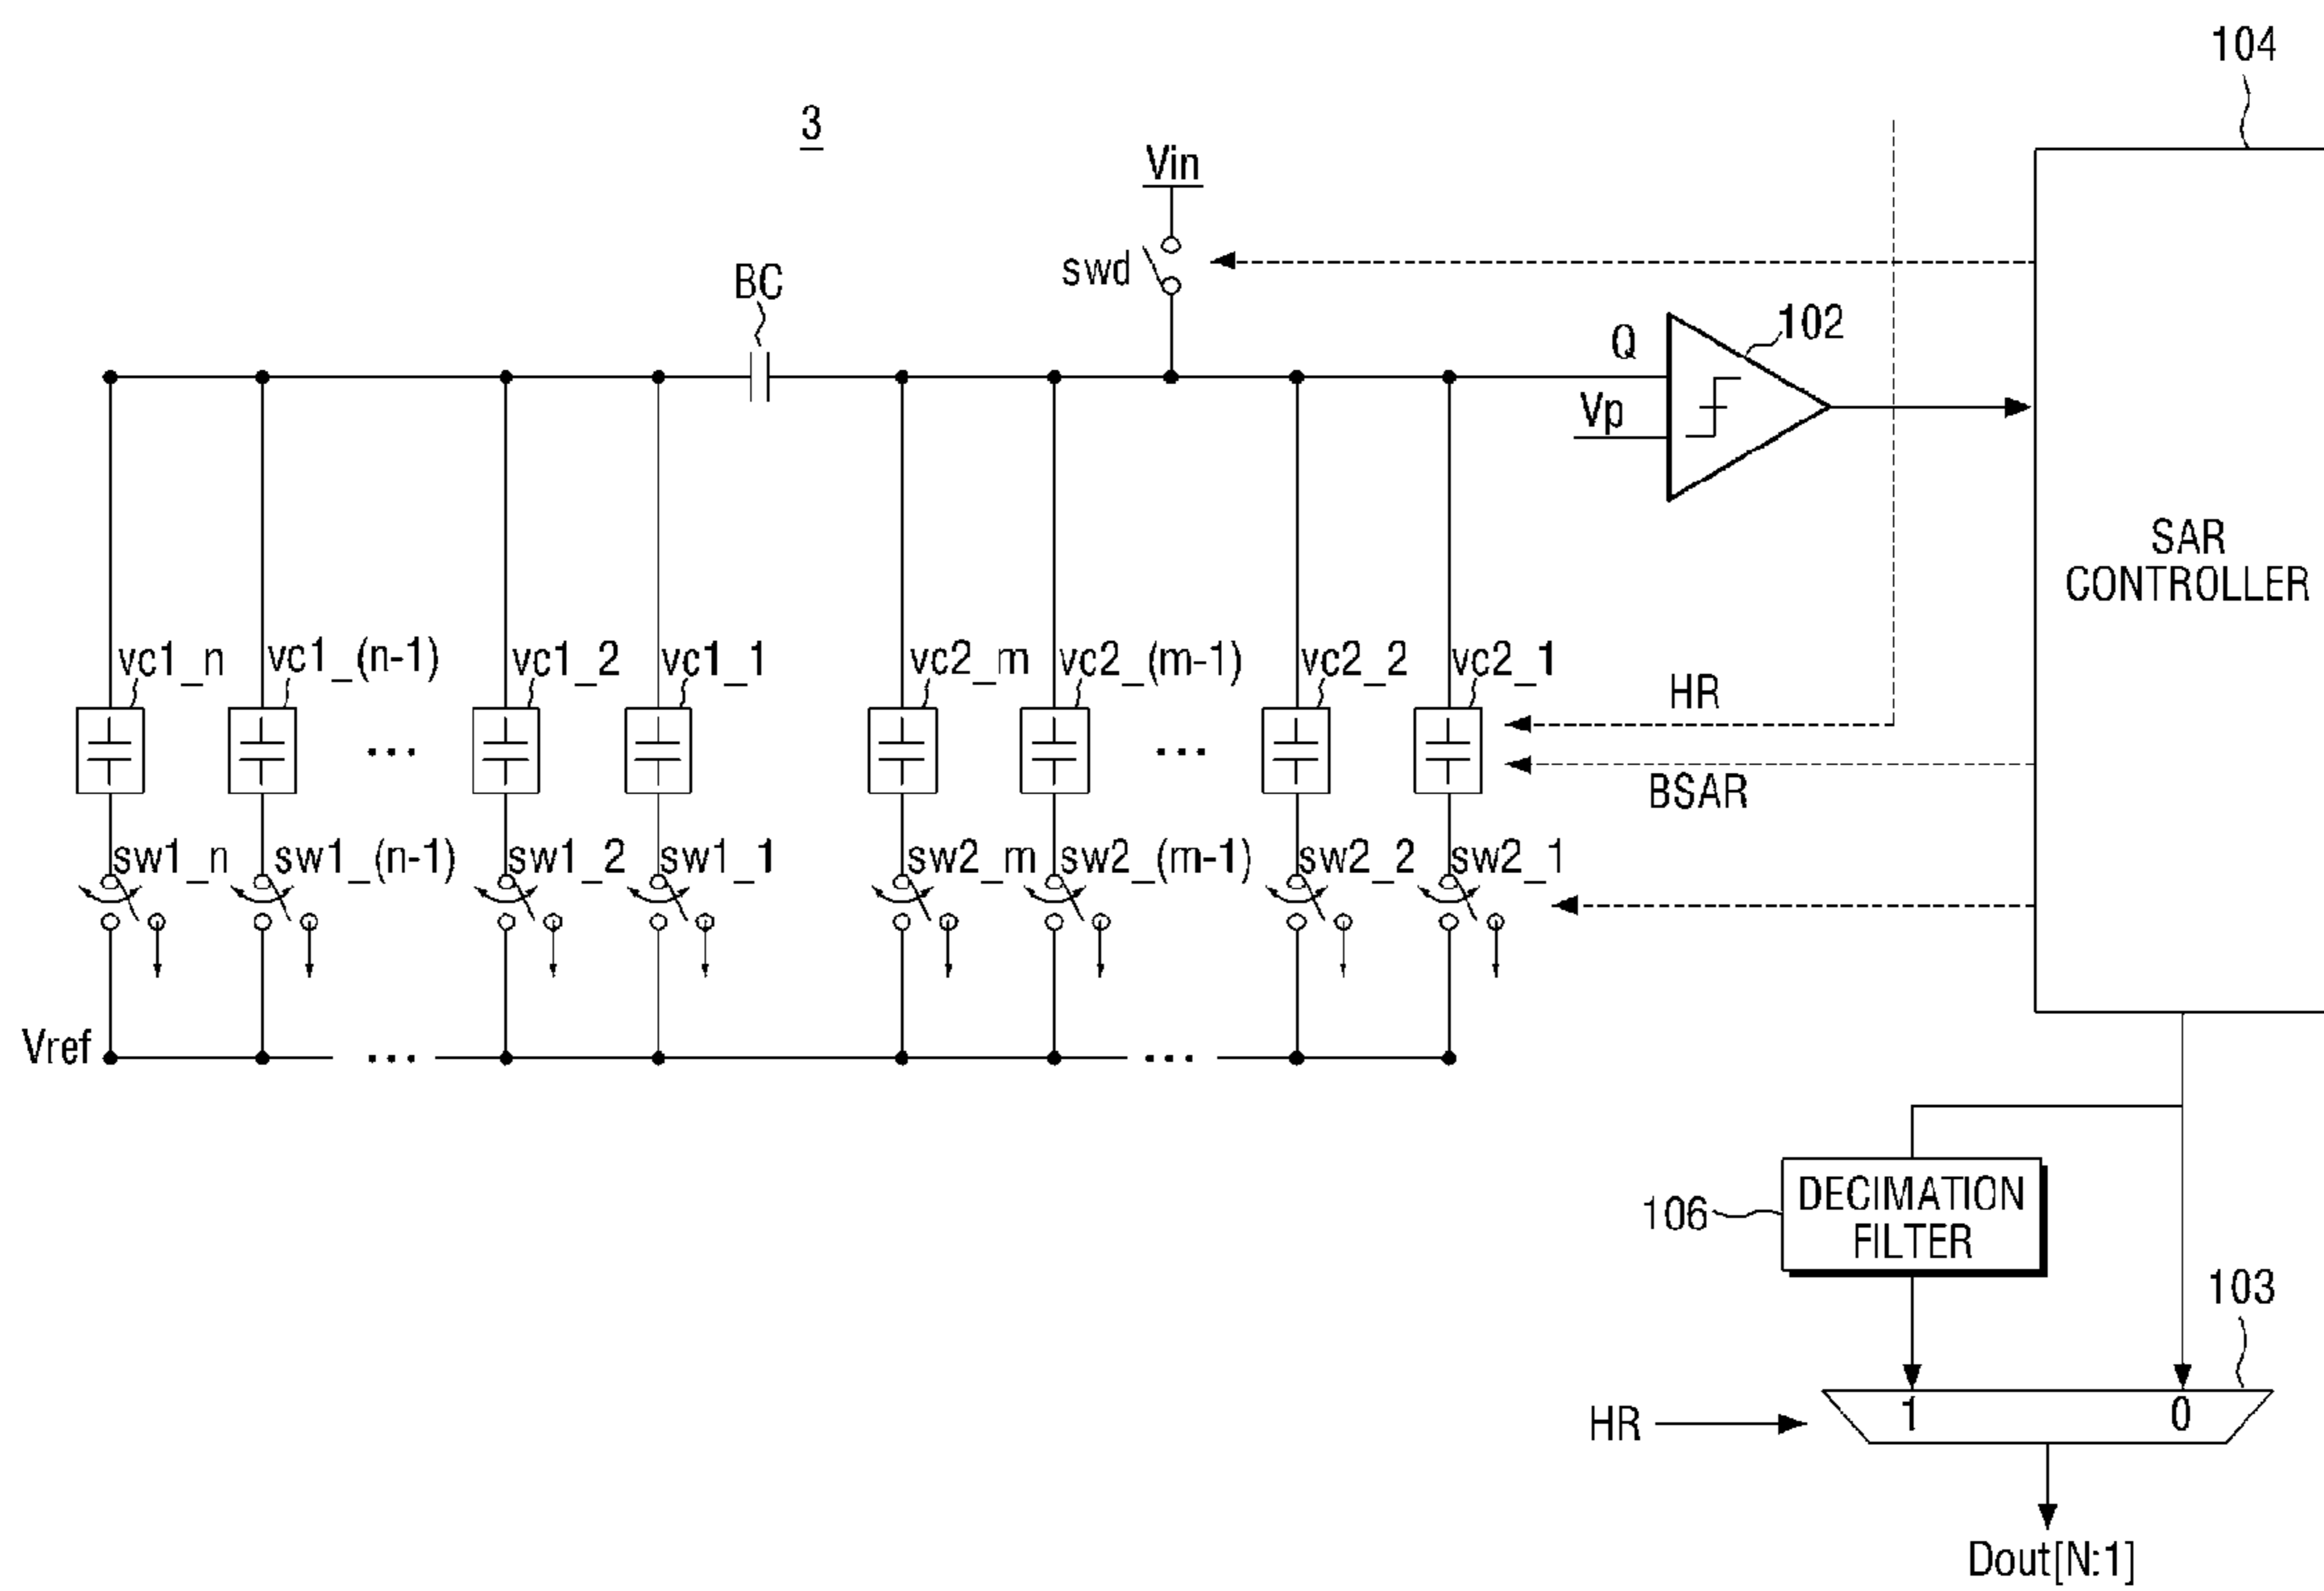 104
3
Vin
swd
BC
102
Q
Vp
SAR
CONTROLLER
vc1_n vc1_(n-1) vc1_2 vc1_1 vc2_m vc2_(m-1) vc2_2 vc2_1
HR
...
...
BSAR
sw1_n sw1_(n-1) sw1_2 sw1_1 sw2_m sw2_(m-1) sw2_2 sw2_1
Vref ... ...
106
DECIMATION
FILTER
103
HR
1 0
Dout[N:1]